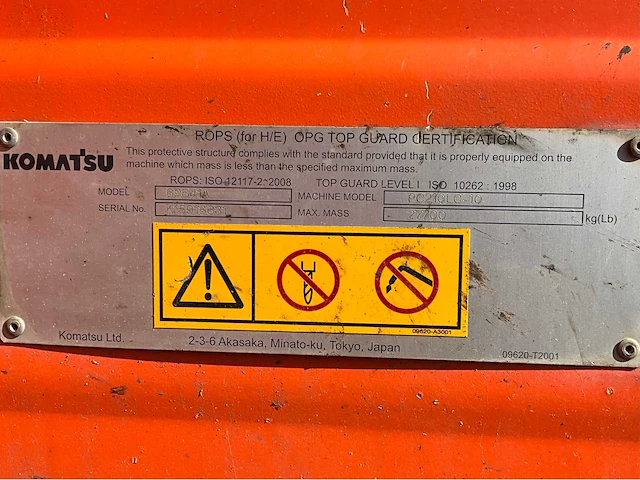 ROPS (for H/E) OPG TOP GUARD CERTIFICATION
KOMATSU
This protective structure complies with the standard provided that it is properly equipped on the
machine which mass is less than the specified maximum mass.
ROPS: ISO 12117-2:2008 TOP GUARD LEVEL I ISO 10262 : 1998
MODEL MACHINE MODEL PC210LC-10
SERIAL No. MAX. MASS 27700 kg(Lb)
09620-A3001
Komatsu Ltd. 2-3-6 Akasaka, Minato-ku, Tokyo, Japan 09620-T2001